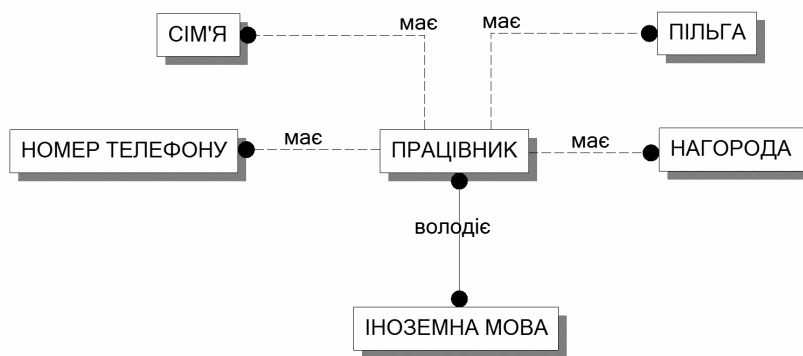 має
має
СІМ'Я
ПІЛЬГА
НОМЕР ТЕЛЕФОНУ
має
ПРАЦІВНИК
має
НАГОРОДА
володіє
ІНОЗЕМНА МОВА